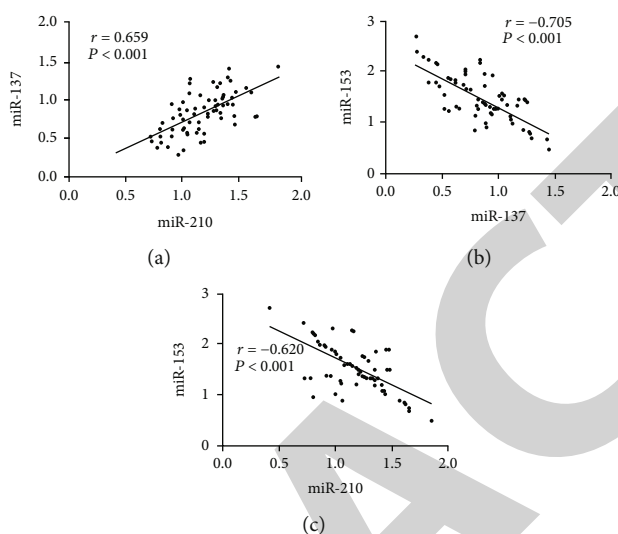 2.0
r = 0.659
P < 0.001
1.5
miR-137
1.0
0.5
0.0
0.0 0.5 1.0 1.5 2.0
miR-210
(a)
3
r = −0.705
P < 0.001
2
miR-153
1
0
0.0 0.5 1.0 1.5 2.0
miR-137
(b)
3
2
miR-153
r = −0.620
P < 0.001
1
0
0.0 0.5 1.0 1.5 2.0
miR-210
(c)